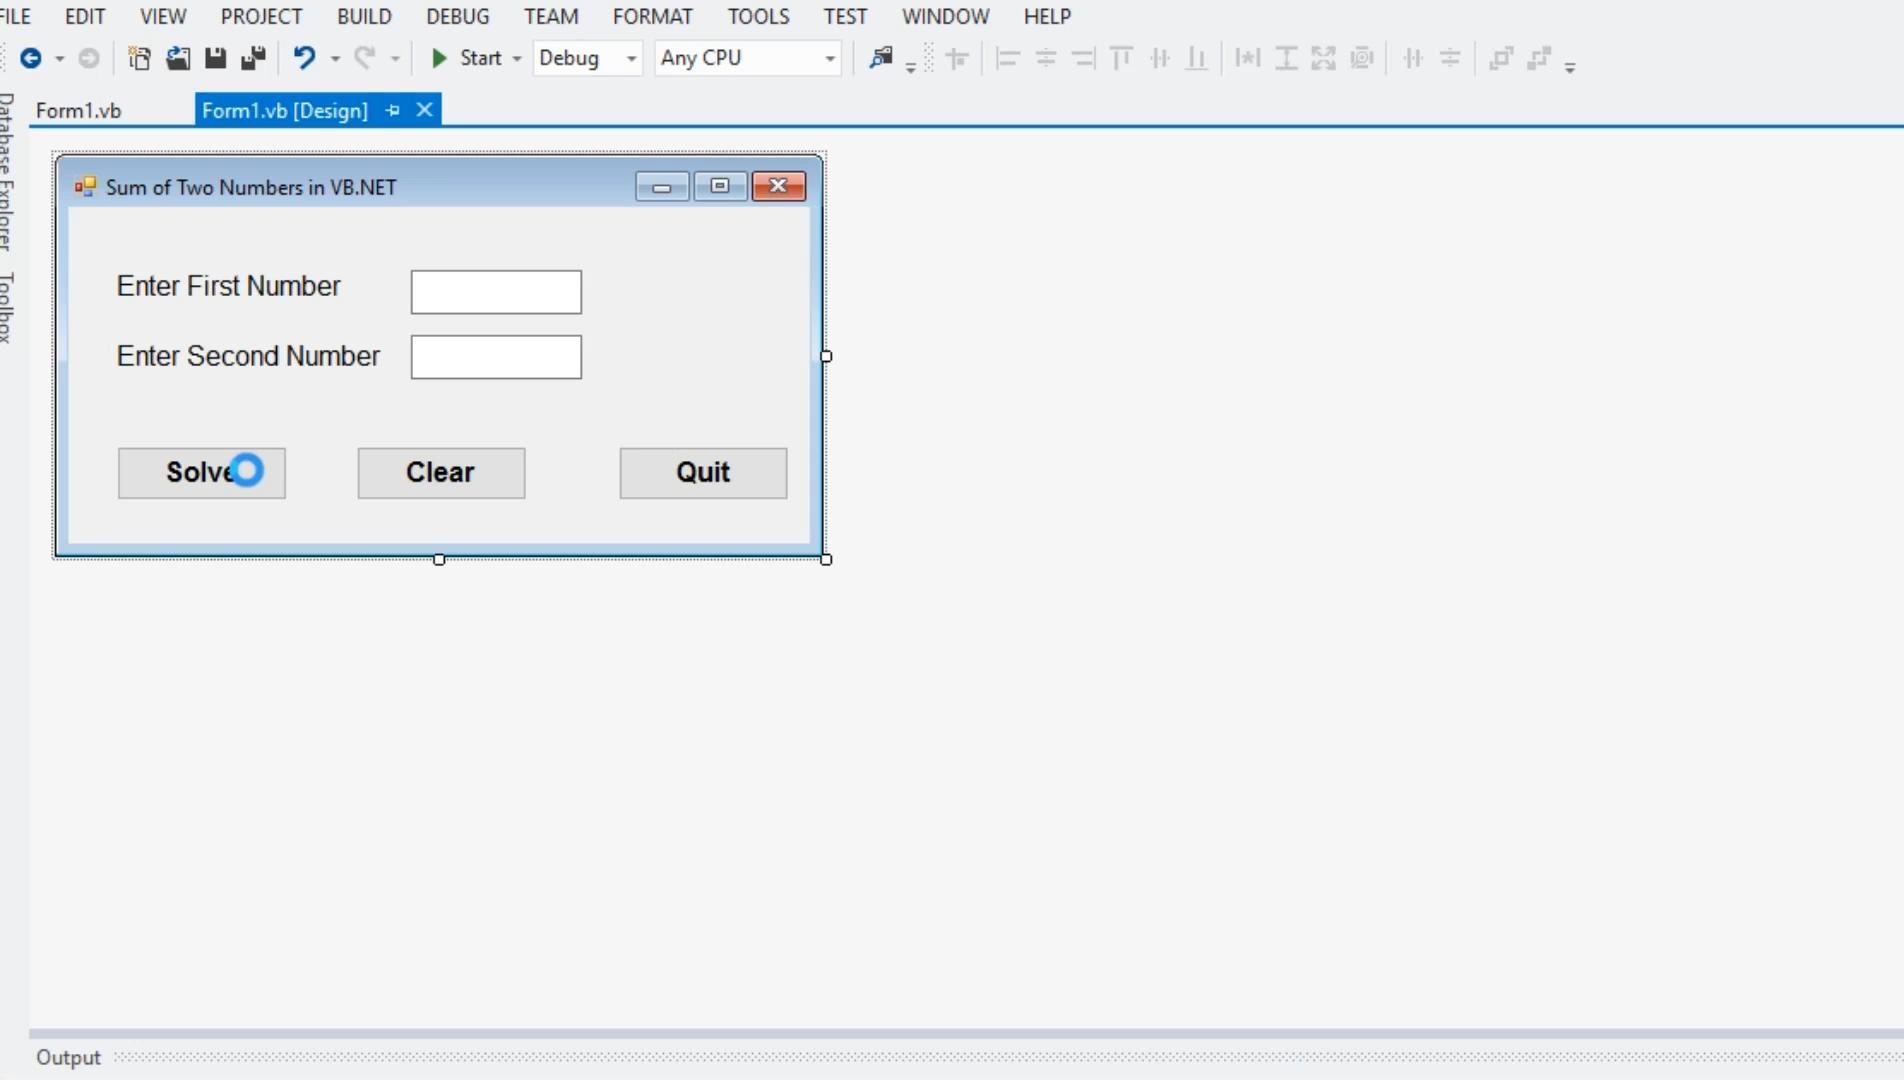 FILE EDIT VIEW PROJECT BUILD DEBUG TEAM FORMAT TOOLS TEST WINDOW HELP
Start Debug Any CPU
Form1.vb Form1.vb [Design]
Database Explorer
Toolbox
Sum of Two Numbers in VB.NET
Enter First Number
Enter Second Number
Solve Clear Quit
Output